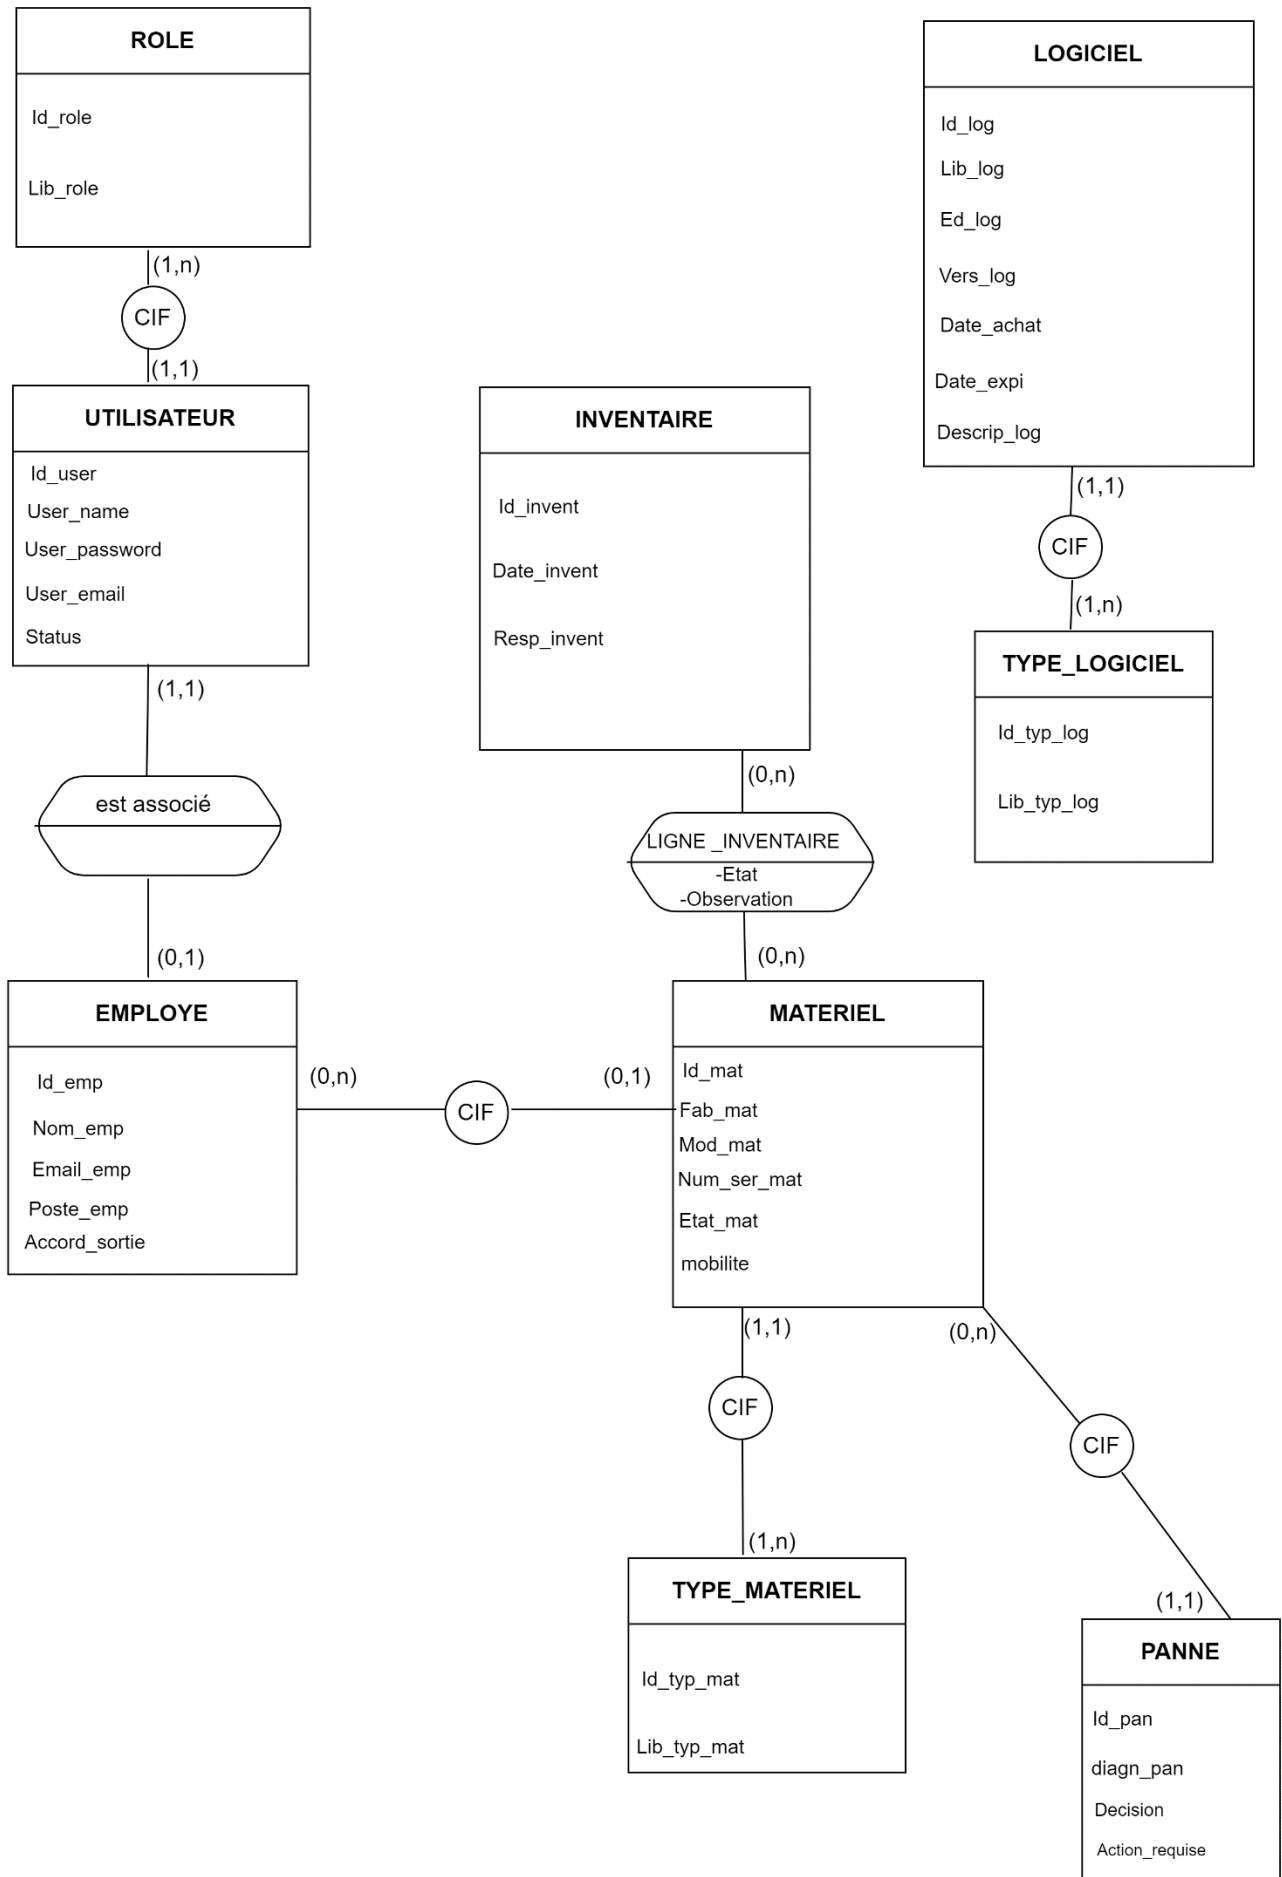 ROLE
Id_role
Lib_role
(1,n)
CIF
(1,1)
UTILISATEUR
Id_user
User_name
User_password
User_email
Status
(1,1)
est associé
(0,1)
EMPLOYE
Id_emp
Nom_emp
Email_emp
Poste_emp
Accord_sortie
(0,n)
CIF
(0,1)
INVENTAIRE
Id_invent
Date_invent
Resp_invent
(0,n)
LIGNE _INVENTAIRE
-Etat
-Observation
(0,n)
MATERIEL
Id_mat
Fab_mat
Mod_mat
Num_ser_mat
Etat_mat
mobilite
(1,1)
CIF
(1,n)
TYPE_MATERIEL
Id_typ_mat
Lib_typ_mat
(0,n)
CIF
(1,1)
PANNE
Id_pan
diagn_pan
Decision
Action_requise
LOGICIEL
Id_log
Lib_log
Ed_log
Vers_log
Date_achat
Date_expi
Descrip_log
(1,1)
CIF
(1,n)
TYPE_LOGICIEL
Id_typ_log
Lib_typ_log